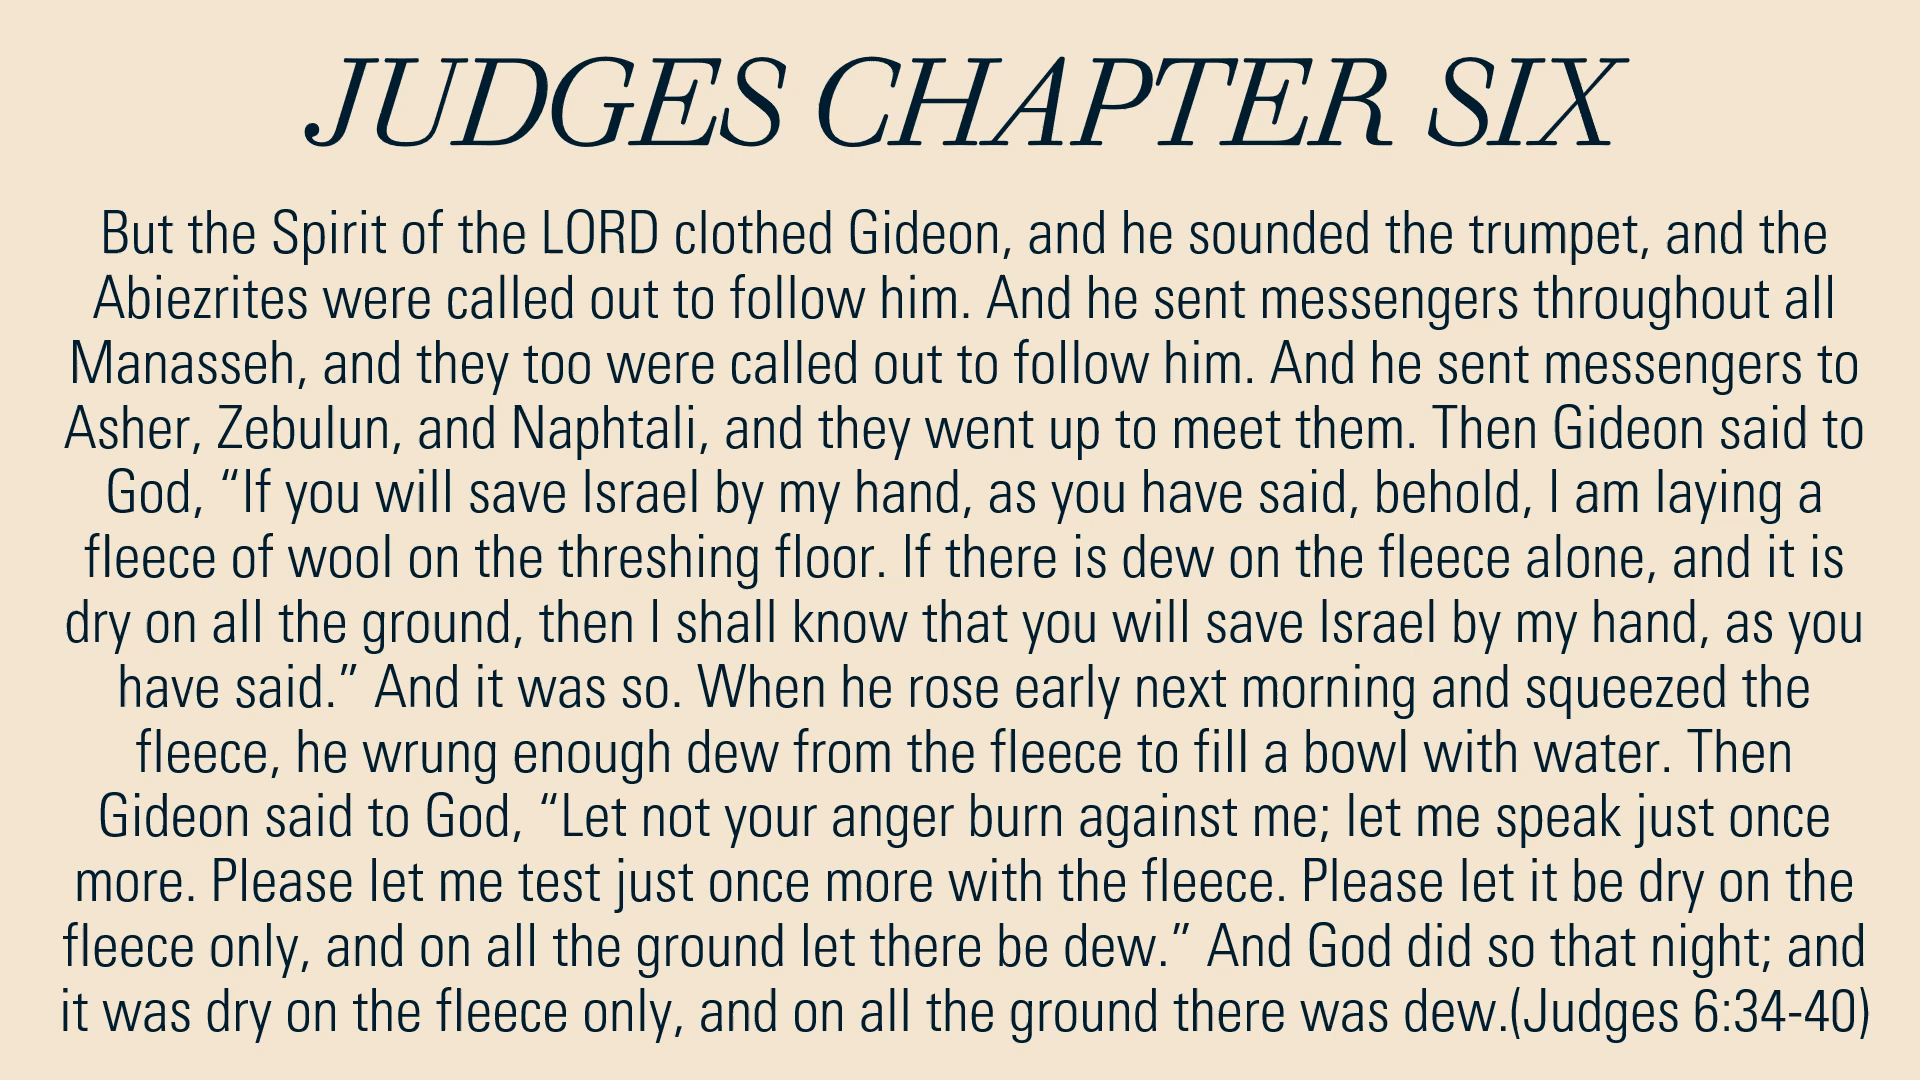 JUDGES CHAPTER SIX
But the Spirit of the LORD clothed Gideon, and he sounded the trumpet, and the
Abiezrites were called out to follow him. And he sent messengers throughout all
Manasseh, and they too were called out to follow him. And he sent messengers to
Asher, Zebulun, and Naphtali, and they went up to meet them. Then Gideon said to
God, “If you will save Israel by my hand, as you have said, behold, I am laying a
fleece of wool on the threshing floor. If there is dew on the fleece alone, and it is
dry on all the ground, then I shall know that you will save Israel by my hand, as you
have said.” And it was so. When he rose early next morning and squeezed the
fleece, he wrung enough dew from the fleece to fill a bowl with water. Then
Gideon said to God, “Let not your anger burn against me; let me speak just once
more. Please let me test just once more with the fleece. Please let it be dry on the
fleece only, and on all the ground let there be dew.” And God did so that night; and
it was dry on the fleece only, and on all the ground there was dew.(Judges 6:34-40)